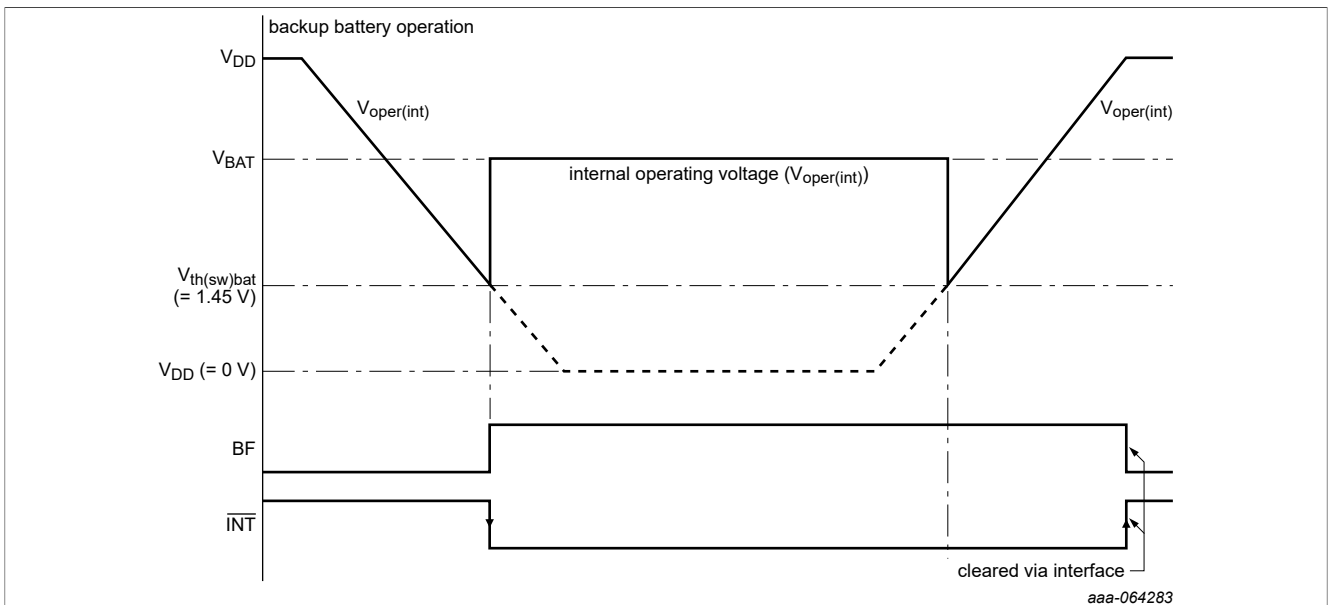 backup battery operation
VDD
Voper(int)
Voper(int)
VBAT
internal operating voltage (Voper(int))
Vth(sw)bat
(= 1.45 V)
VDD (= 0 V)
BF
INT
cleared via interface
aaa-064283